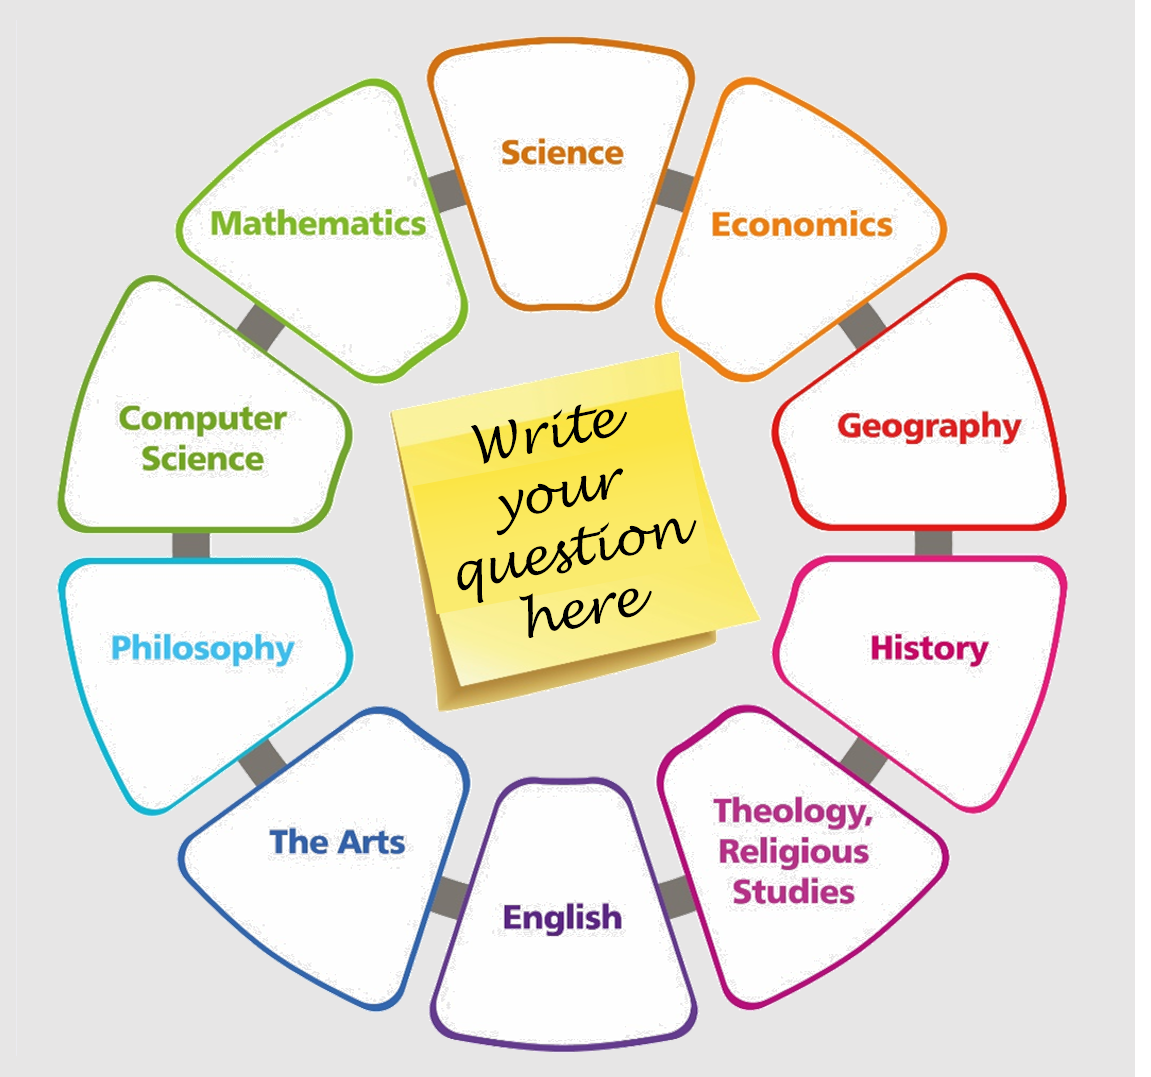 Science
Economics
Geography
History
Theology,
Religious
Studies
English
The Arts
Philosophy
Computer
Science
Mathematics
Write
your
question
here